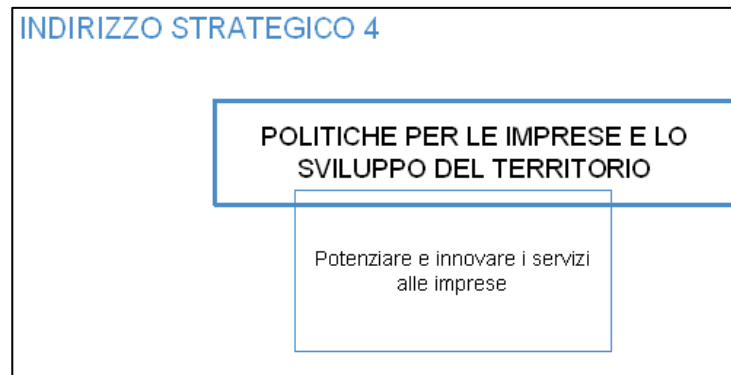 INDIRIZZO STRATEGICO 4
POLITICHE PER LE IMPRESE E LO
SVILUPPO DEL TERRITORIO
Potenziare e innovare i servizi
alle imprese